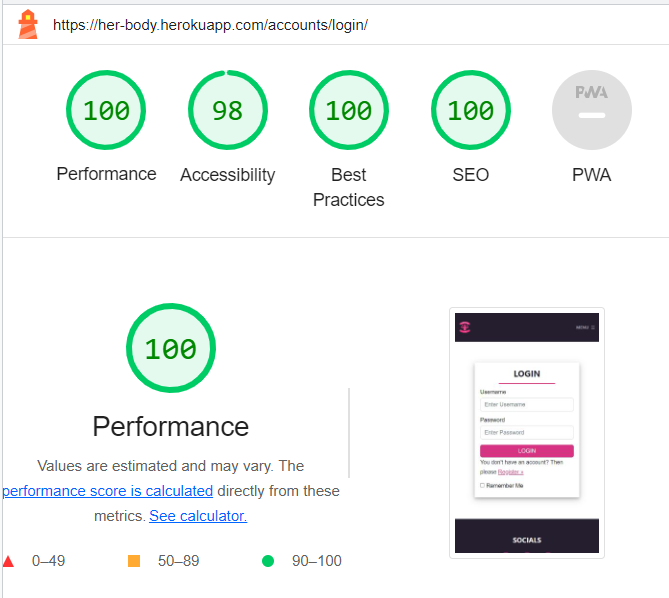 https://her-body.herokuapp.com/accounts/login/
100
98
100
100
PWA
Performance
Accessibility
Best
Practices
SEO
PWA
100
Performance
Values are estimated and may vary. The
performance score is calculated directly from these
metrics. See calculator.
0–49
50–89
90–100
MENU
LOGIN
Username
Enter Username
Password
Enter Password
LOGIN
You don't have an account? Then
please Register »
Remember Me
SOCIALS